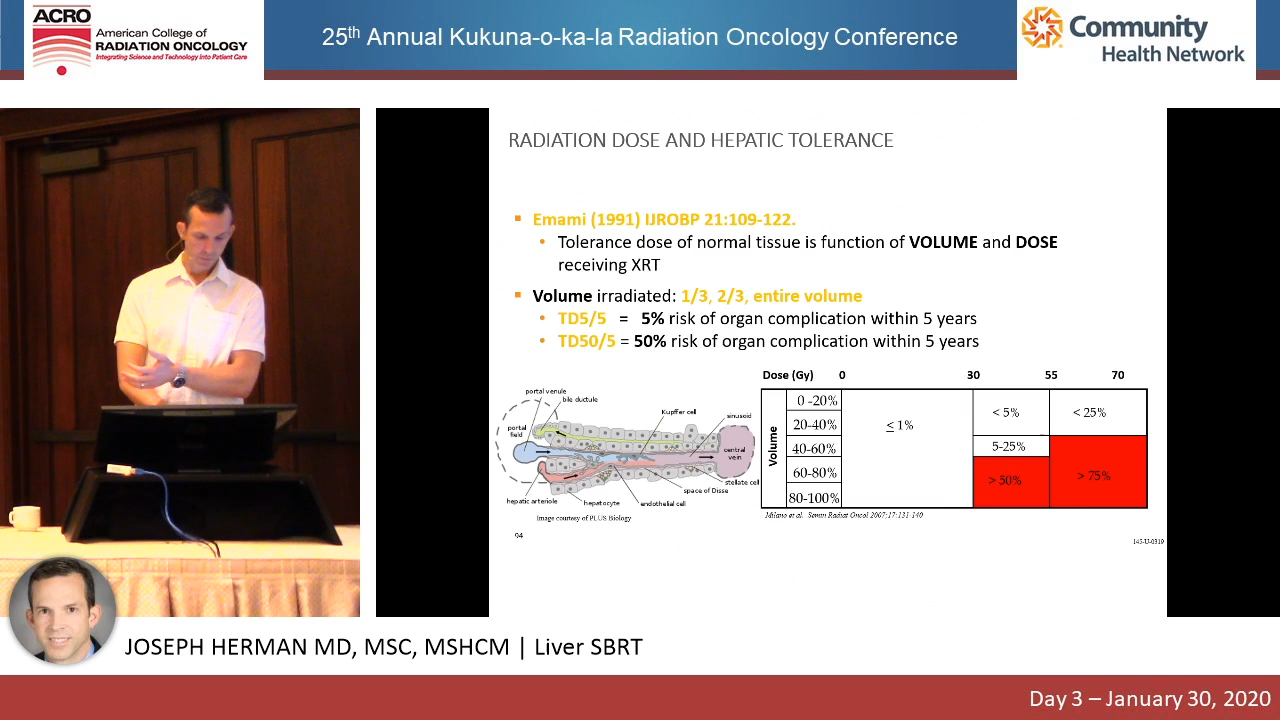 ACRO
American College of
RADIATION ONCOLOGY
Integrating Science and Technology Into Patient Care
25th Annual Kukuna-o-ka-la Radiation Oncology Conference
Community
Health Network
RADIATION DOSE AND HEPATIC TOLERANCE
Emami (1991) IJROBP 21:109-122.
Tolerance dose of normal tissue is function of VOLUME and DOSE
receiving XRT
Volume irradiated: 1/3, 2/3, entire volume
TD5/5 = 5% risk of organ complication within 5 years
TD50/5 = 50% risk of organ complication within 5 years
portal venule
bile ductule
Kupffer cell
sinusoid
portal
field
central
vein
stellate cell
space of Disse
hepatic arteriole
hepatocyte
endothelial cell
Image courtesy of PLUS Biology
Dose (Gy) 0 30 55 70
Volume
0 -20%
20-40%
40-60%
60-80%
80-100%
≤ 1%
< 5%
< 25%
5-25%
> 50%
> 75%
Milano et al. Semin Radiat Oncol 2007;17:131-140
94
145-U-0319
JOSEPH HERMAN MD, MSC, MSHCM | Liver SBRT
Day 3 – January 30, 2020